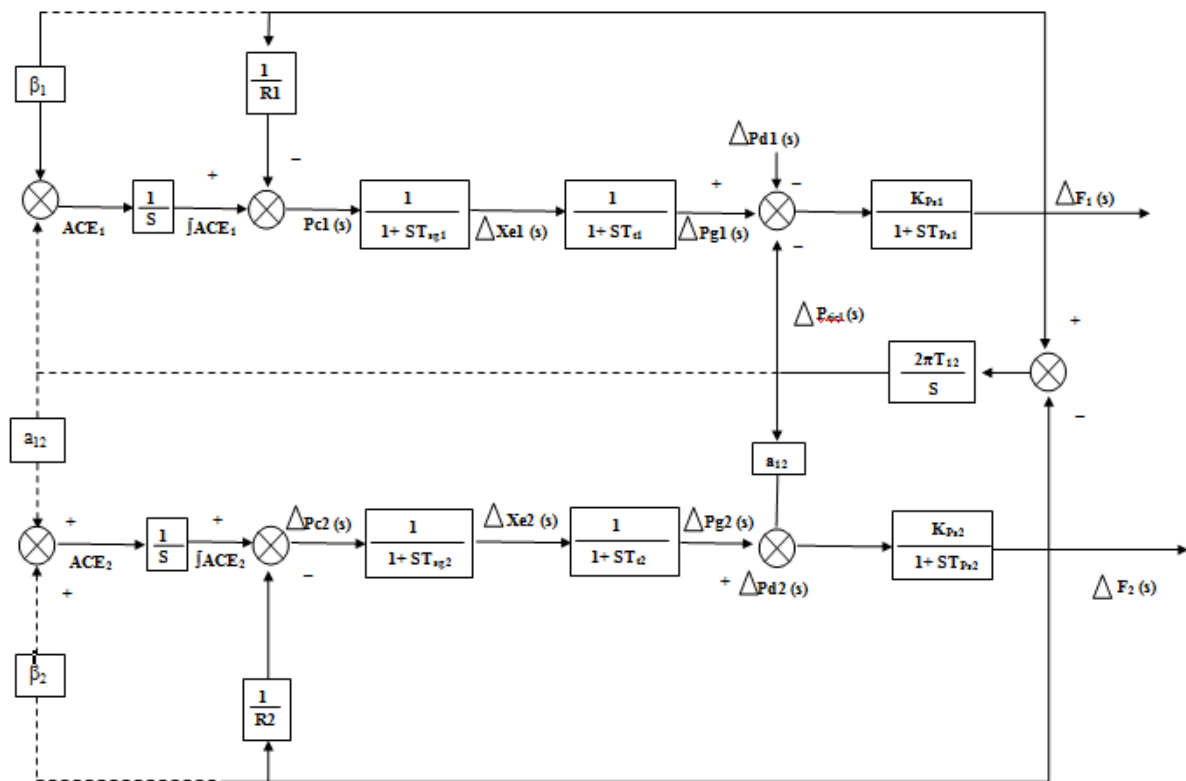 1
R1
β₁
ΔPd1 (s)
−
+
−
1
S
1
1+ STsg1
1
1+ STt1
+
−
KPs1
1+ STPs1
ΔF₁ (s)
ACE₁
∫ACE₁
Pc1 (s)
ΔXe1 (s)
ΔPg1 (s)
ΔPtie1 (s)
+
2πT₁₂
S
−
a₁₂
a₁₂
+
1
S
+
ΔPc2 (s)
1
1+ STsg2
ΔXe2 (s)
1
1+ STt2
ΔPg2 (s)
KPs2
1+ STPs2
ACE₂
∫ACE₂
−
+
+ ΔPd2 (s)
ΔF₂ (s)
β₂
1
R2